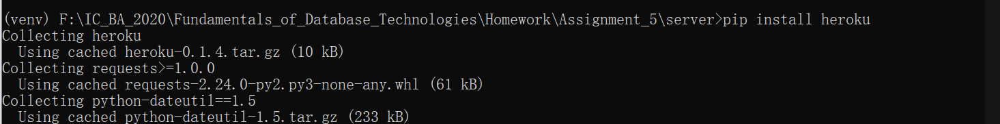 (venv) F:\IC_BA_2020\Fundamentals_of_Database_Technologies\Homework\Assignment_5\server>pip install heroku
Collecting heroku
  Using cached heroku-0.1.4.tar.gz (10 kB)
Collecting requests>=1.0.0
  Using cached requests-2.24.0-py2.py3-none-any.whl (61 kB)
Collecting python-dateutil==1.5
  Using cached python-dateutil-1.5.tar.gz (233 kB)